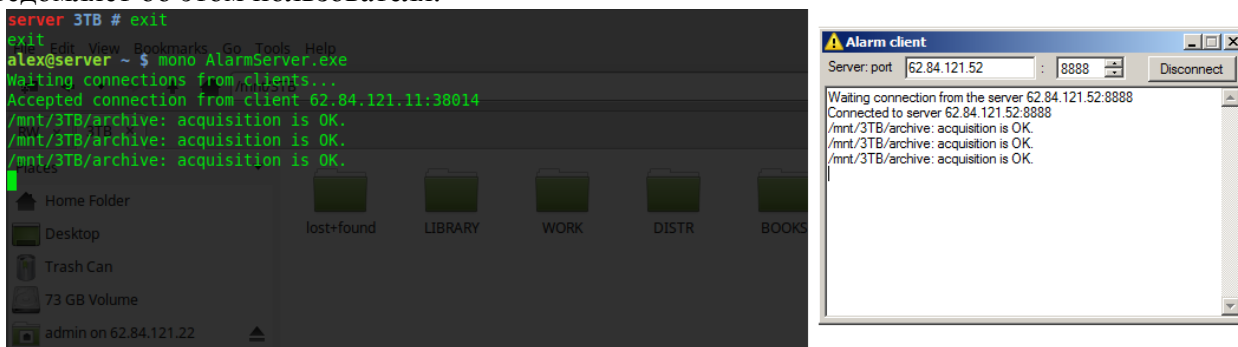 об этом пользователя.
server 3TB # exit
exit
File Edit View Bookmarks Go Tools Help
alex@server ~ $ mono AlarmServer.exe
Waiting connections from clients...
Accepted connection from client 62.84.121.11:38014
/mnt/3TB/archive: acquisition is OK.
/mnt/3TB/archive: acquisition is OK.
/mnt/3TB/archive: acquisition is OK.
Places
Home Folder
Desktop
Trash Can
73 GB Volume
admin on 62.84.121.22
lost+found LIBRARY WORK DISTR BOOKS
Alarm client
Server: port 62.84.121.52 : 8888 Disconnect
Waiting connection from the server 62.84.121.52:8888
Connected to server 62.84.121.52:8888
/mnt/3TB/archive: acquisition is OK.
/mnt/3TB/archive: acquisition is OK.
/mnt/3TB/archive: acquisition is OK.